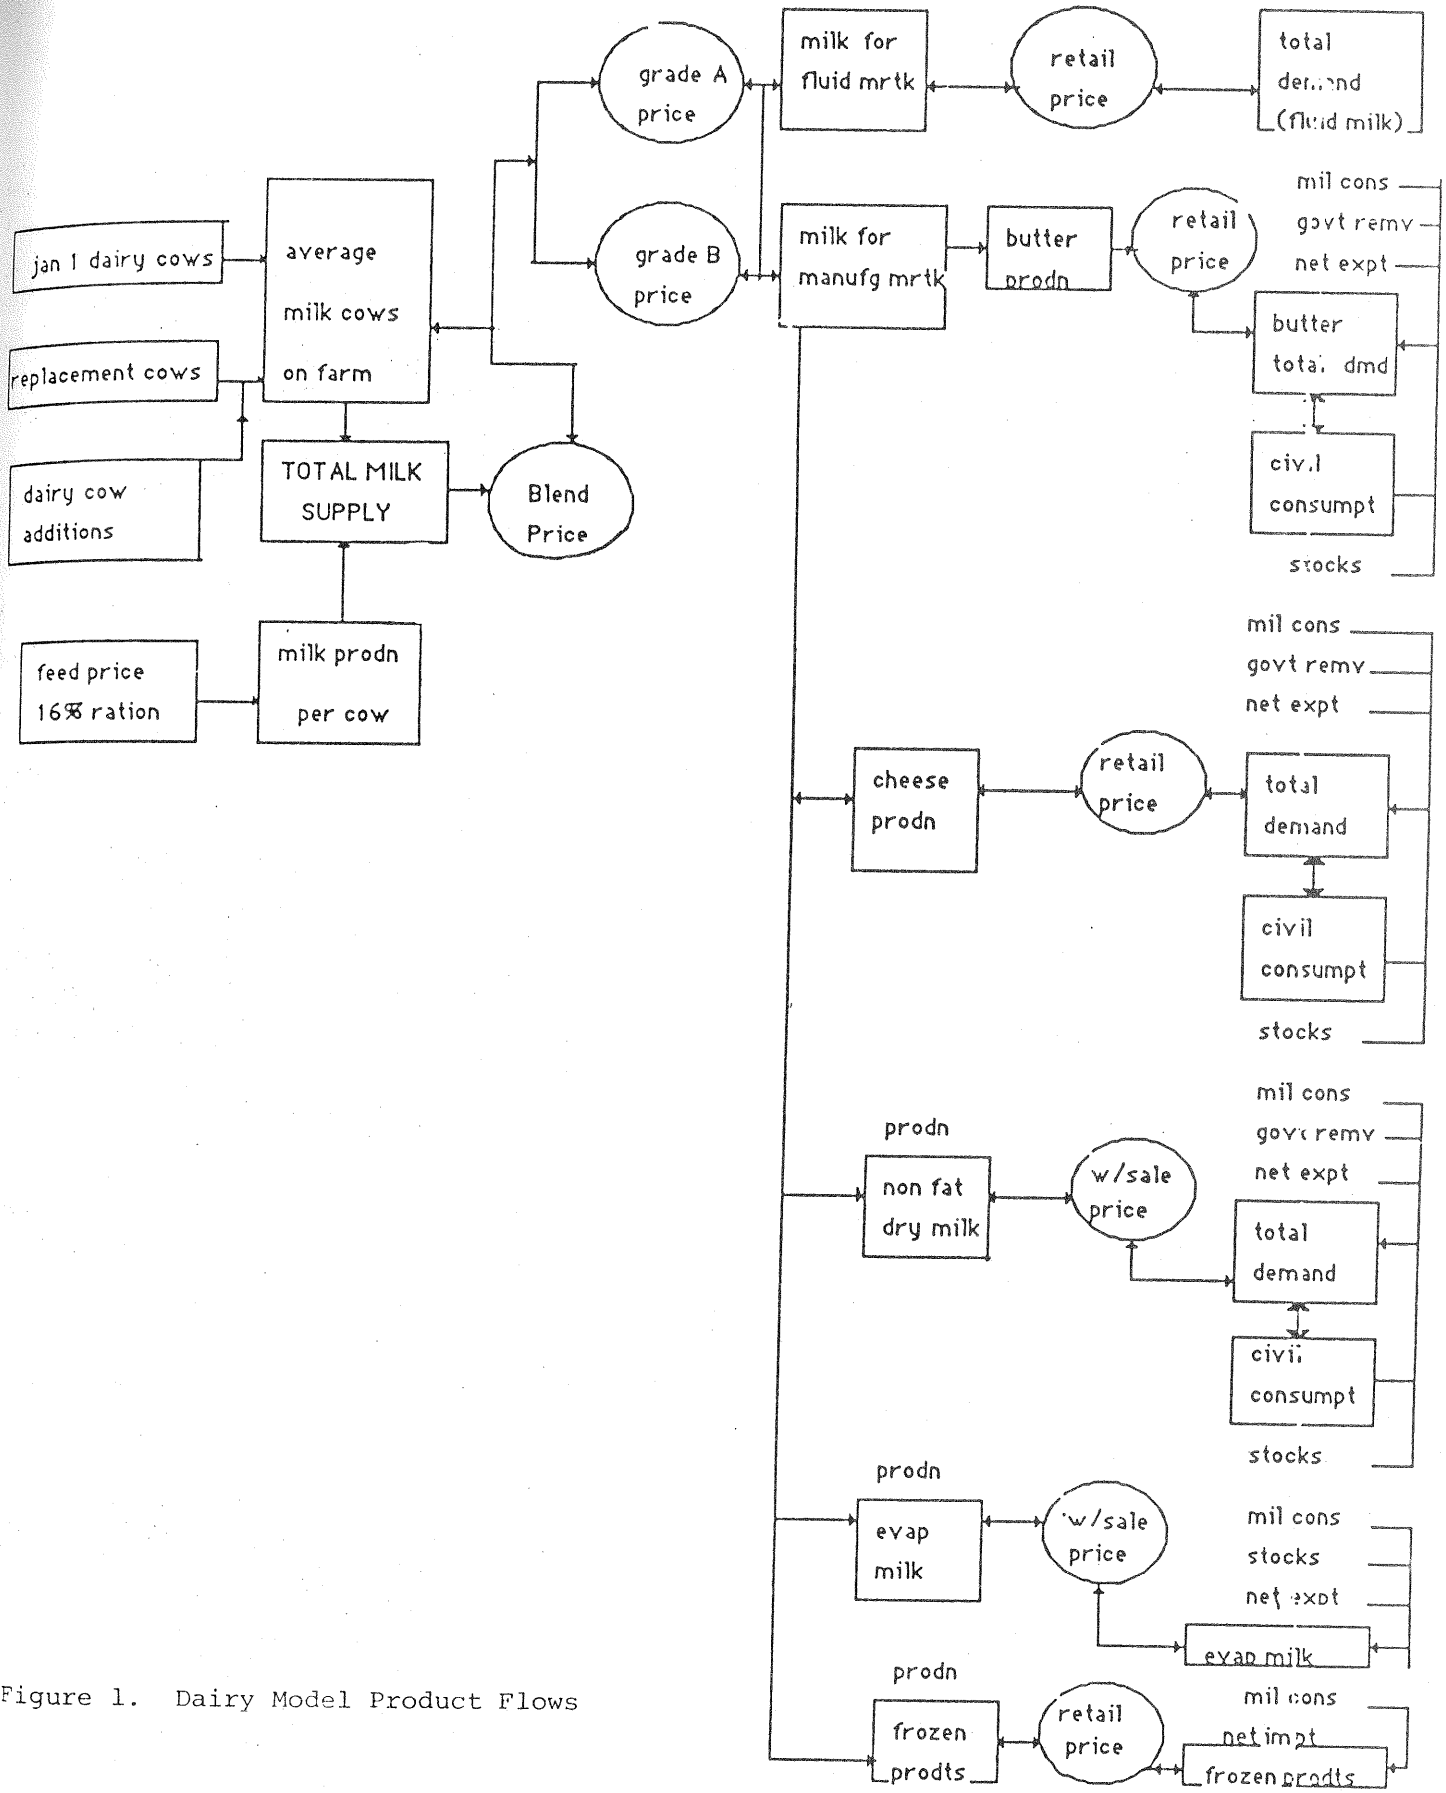 grade A
price
milk for
fluid mrtk
retail
price
total
demand
(fluid milk)
jan 1 dairy cows
average
milk cows
on farm
replacement cows
dairy cow
additions
TOTAL MILK
SUPPLY
Blend
Price
feed price
16% ration
milk prodn
per cow
grade B
price
milk for
manufg mrtk
butter
prodn
retail
price
mil cons
govt remv
net expt
butter
total dmd
civil
consumpt
stocks
cheese
prodn
retail
price
mil cons
govt remv
net expt
total
demand
civil
consumpt
stocks
prodn
non fat
dry milk
w/sale
price
mil cons
govt remv
net expt
total
demand
civil
consumpt
stocks
prodn
evap
milk
w/sale
price
mil cons
stocks
net expt
evap milk
prodn
frozen
prodts
retail
price
mil cons
net impt
frozen prodts
Figure 1. Dairy Model Product Flows